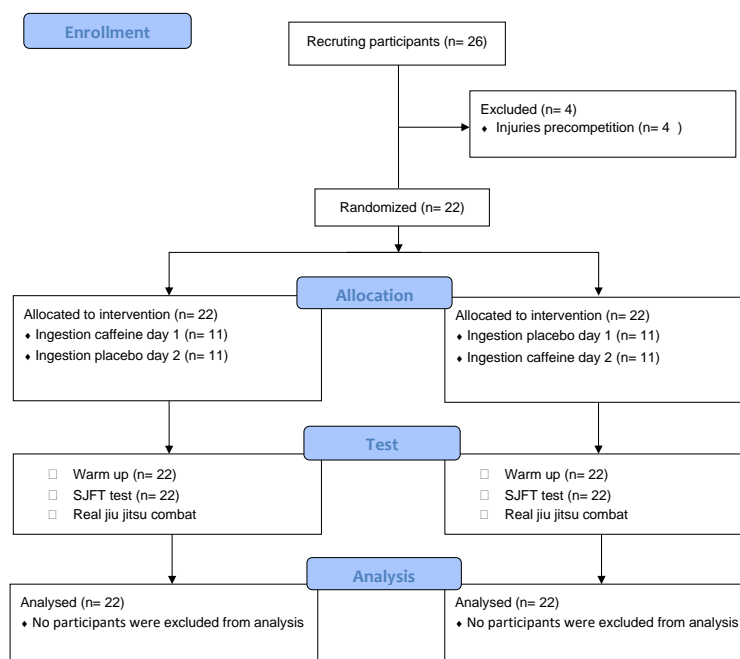 Enrollment
Recruting participants (n= 26)
Excluded (n= 4)
♦ Injuries precompetition (n= 4 )
Randomized (n= 22)
Allocation
Allocated to intervention (n= 22)
♦ Ingestion caffeine day 1 (n= 11)
♦ Ingestion placebo day 2 (n= 11)
Allocated to intervention (n= 22)
♦ Ingestion placebo day 1 (n= 11)
♦ Ingestion caffeine day 2 (n= 11)
Test
Warm up (n= 22)
SJFT test (n= 22)
Real jiu jitsu combat
Warm up (n= 22)
SJFT test (n= 22)
Real jiu jitsu combat
Analysis
Analysed (n= 22)
♦ No participants were excluded from analysis
Analysed (n= 22)
♦ No participants were excluded from analysis